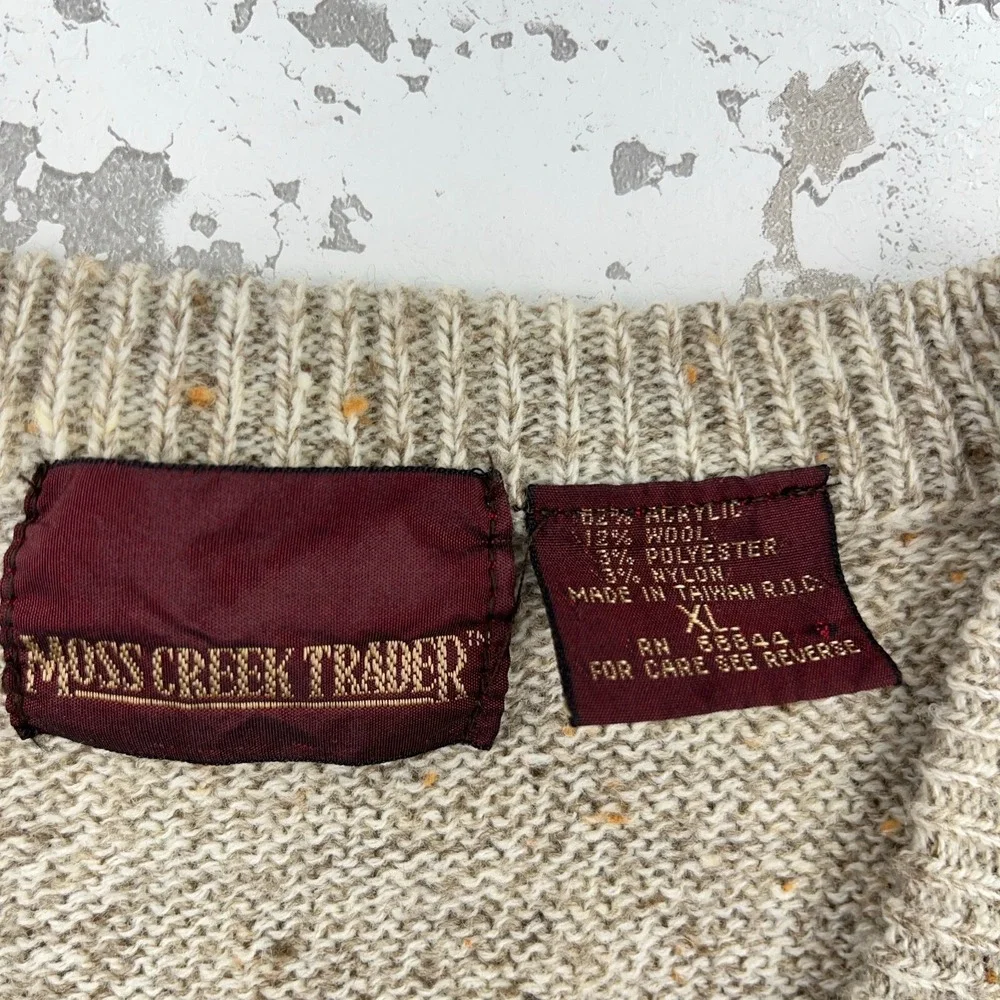 MOSS CREEK TRADER™
82% ACRYLIC
12% WOOL
3% POLYESTER
3% NYLON
MADE IN TAIWAN R.O.C.
XL
RN
FOR CARE SEE REVERSE